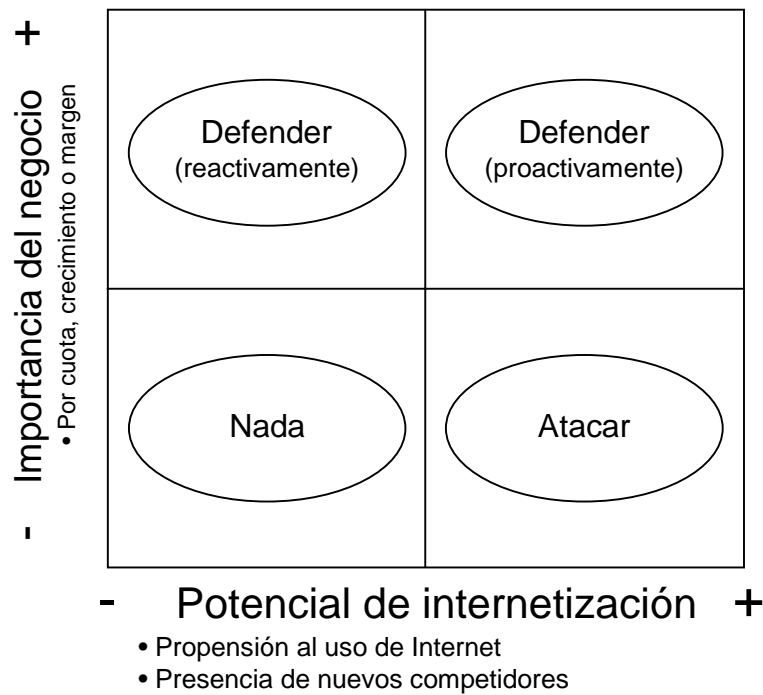 +
Importancia del negocio
• Por cuota, crecimiento o margen
-
Defender
(reactivamente)
Defender
(proactivamente)
Nada
Atacar
- Potencial de internetización +
• Propensión al uso de Internet
• Presencia de nuevos competidores